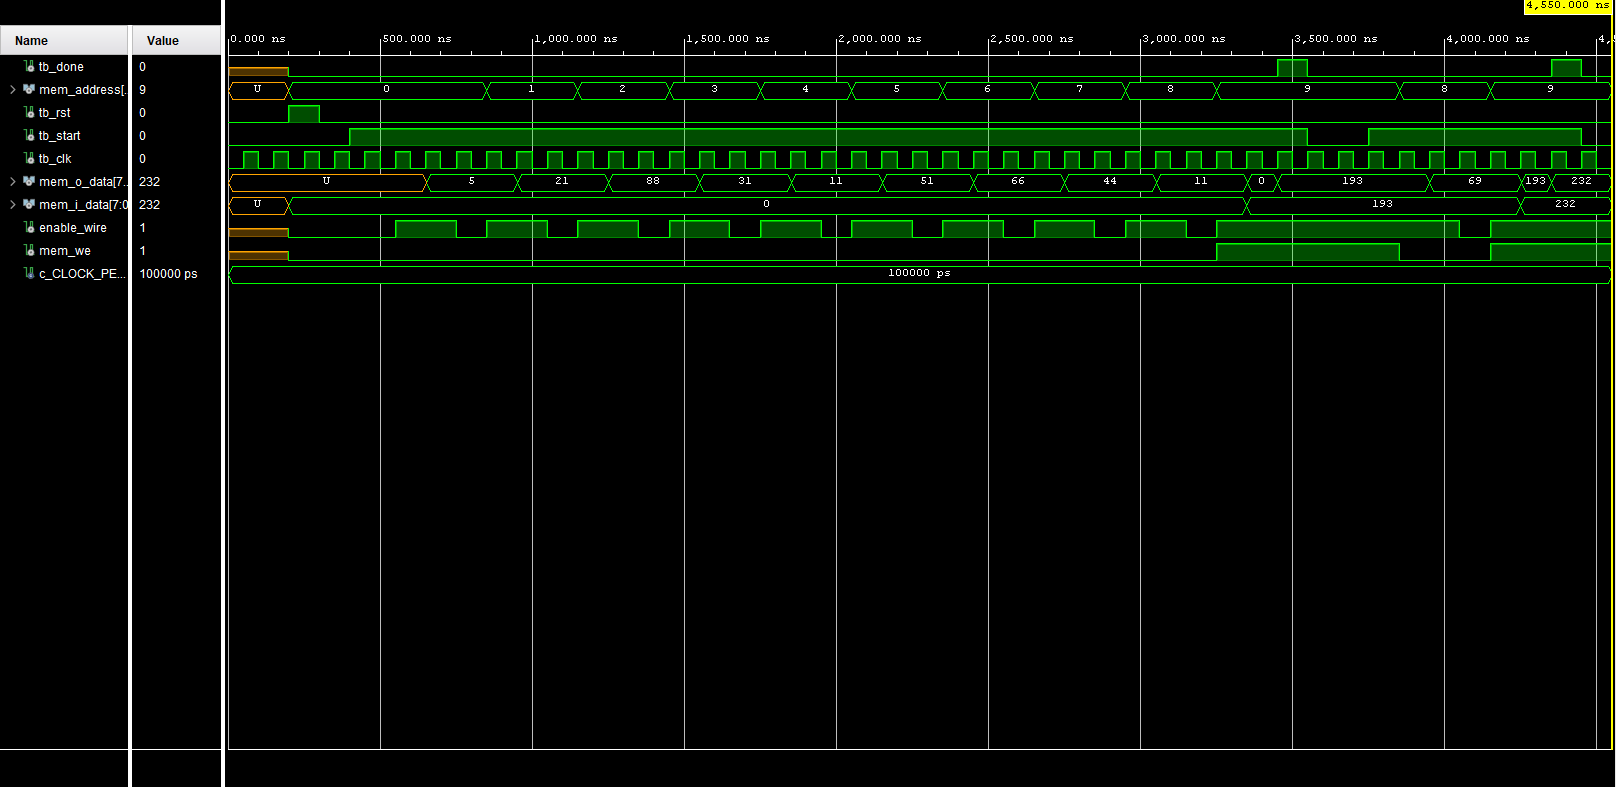 4,550.000 ns
Name Value
0.000 ns 500.000 ns 1,000.000 ns 1,500.000 ns 2,000.000 ns 2,500.000 ns 3,000.000 ns 3,500.000 ns 4,000.000 ns
tb_done 0
mem_address[. 9 U 0 1 2 3 4 5 6 7 8 9 8 9
tb_rst 0
tb_start 0
tb_clk 0
mem_o_data[7.. 232 U 5 21 88 31 11 51 66 44 11 0 193 69 193 232
mem_i_data[7:0 232 U 0 193 232
enable_wire 1
mem_we 1
c_CLOCK_PE... 100000 ps 100000 ps